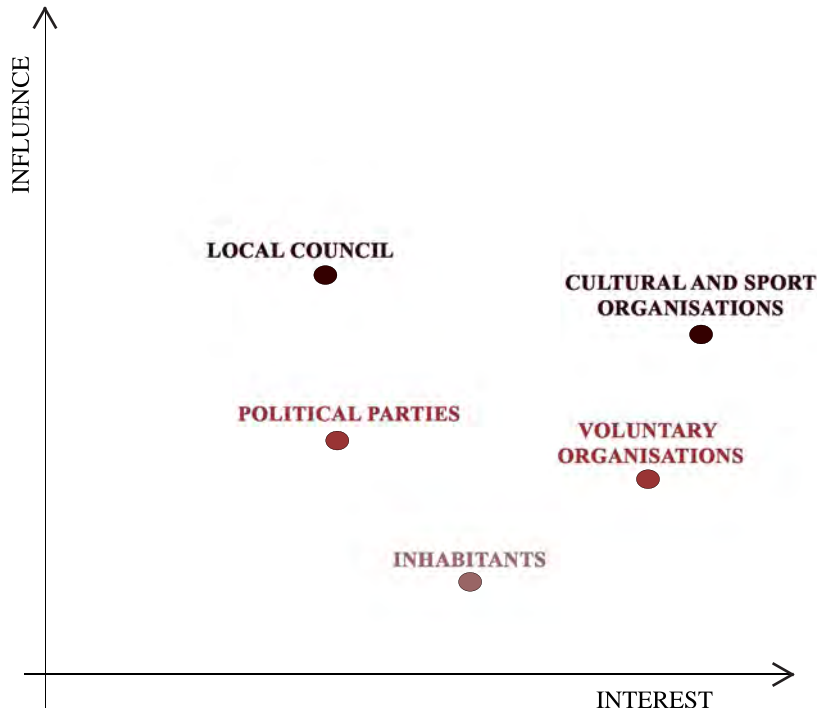 INFLUENCE
LOCAL COUNCIL
CULTURAL AND SPORT
ORGANISATIONS
POLITICAL PARTIES
VOLUNTARY
ORGANISATIONS
INHABITANTS
INTEREST